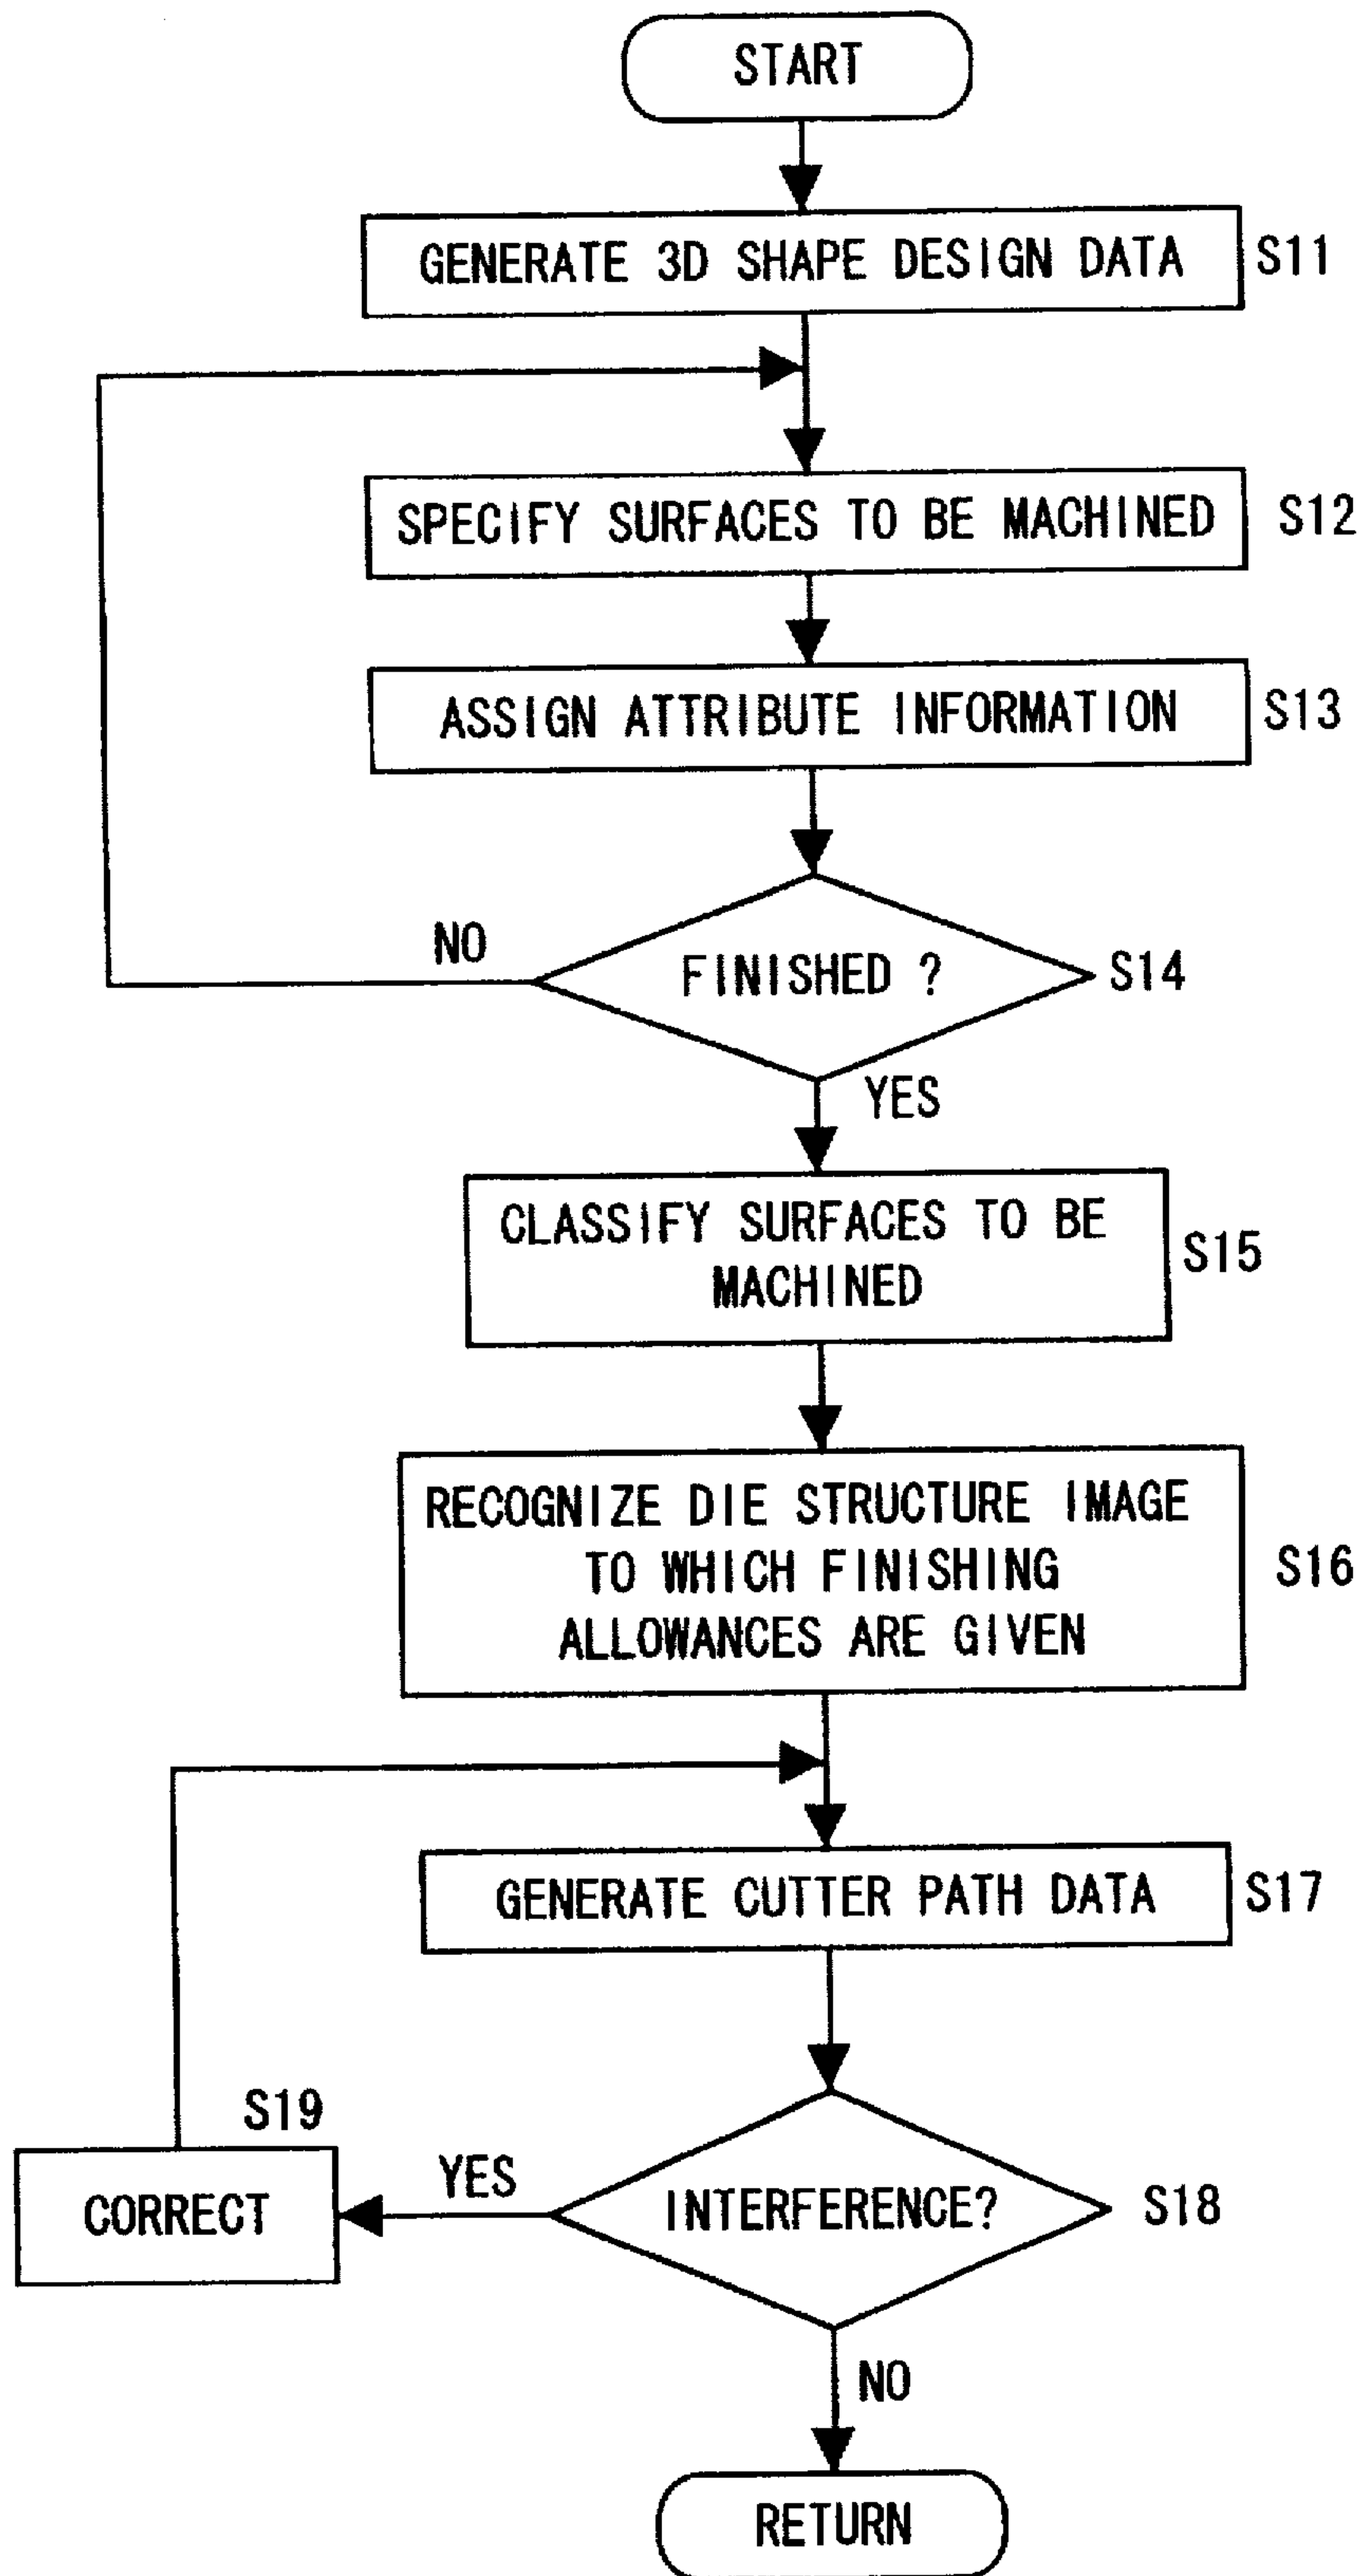 START
GENERATE 3D SHAPE DESIGN DATA S11
SPECIFY SURFACES TO BE MACHINED S12
ASSIGN ATTRIBUTE INFORMATION S13
NO
FINISHED ? S14
YES
CLASSIFY SURFACES TO BE
MACHINED
S15
RECOGNIZE DIE STRUCTURE IMAGE
TO WHICH FINISHING
ALLOWANCES ARE GIVEN
S16
GENERATE CUTTER PATH DATA S17
S19
CORRECT
YES
INTERFERENCE? S18
NO
RETURN